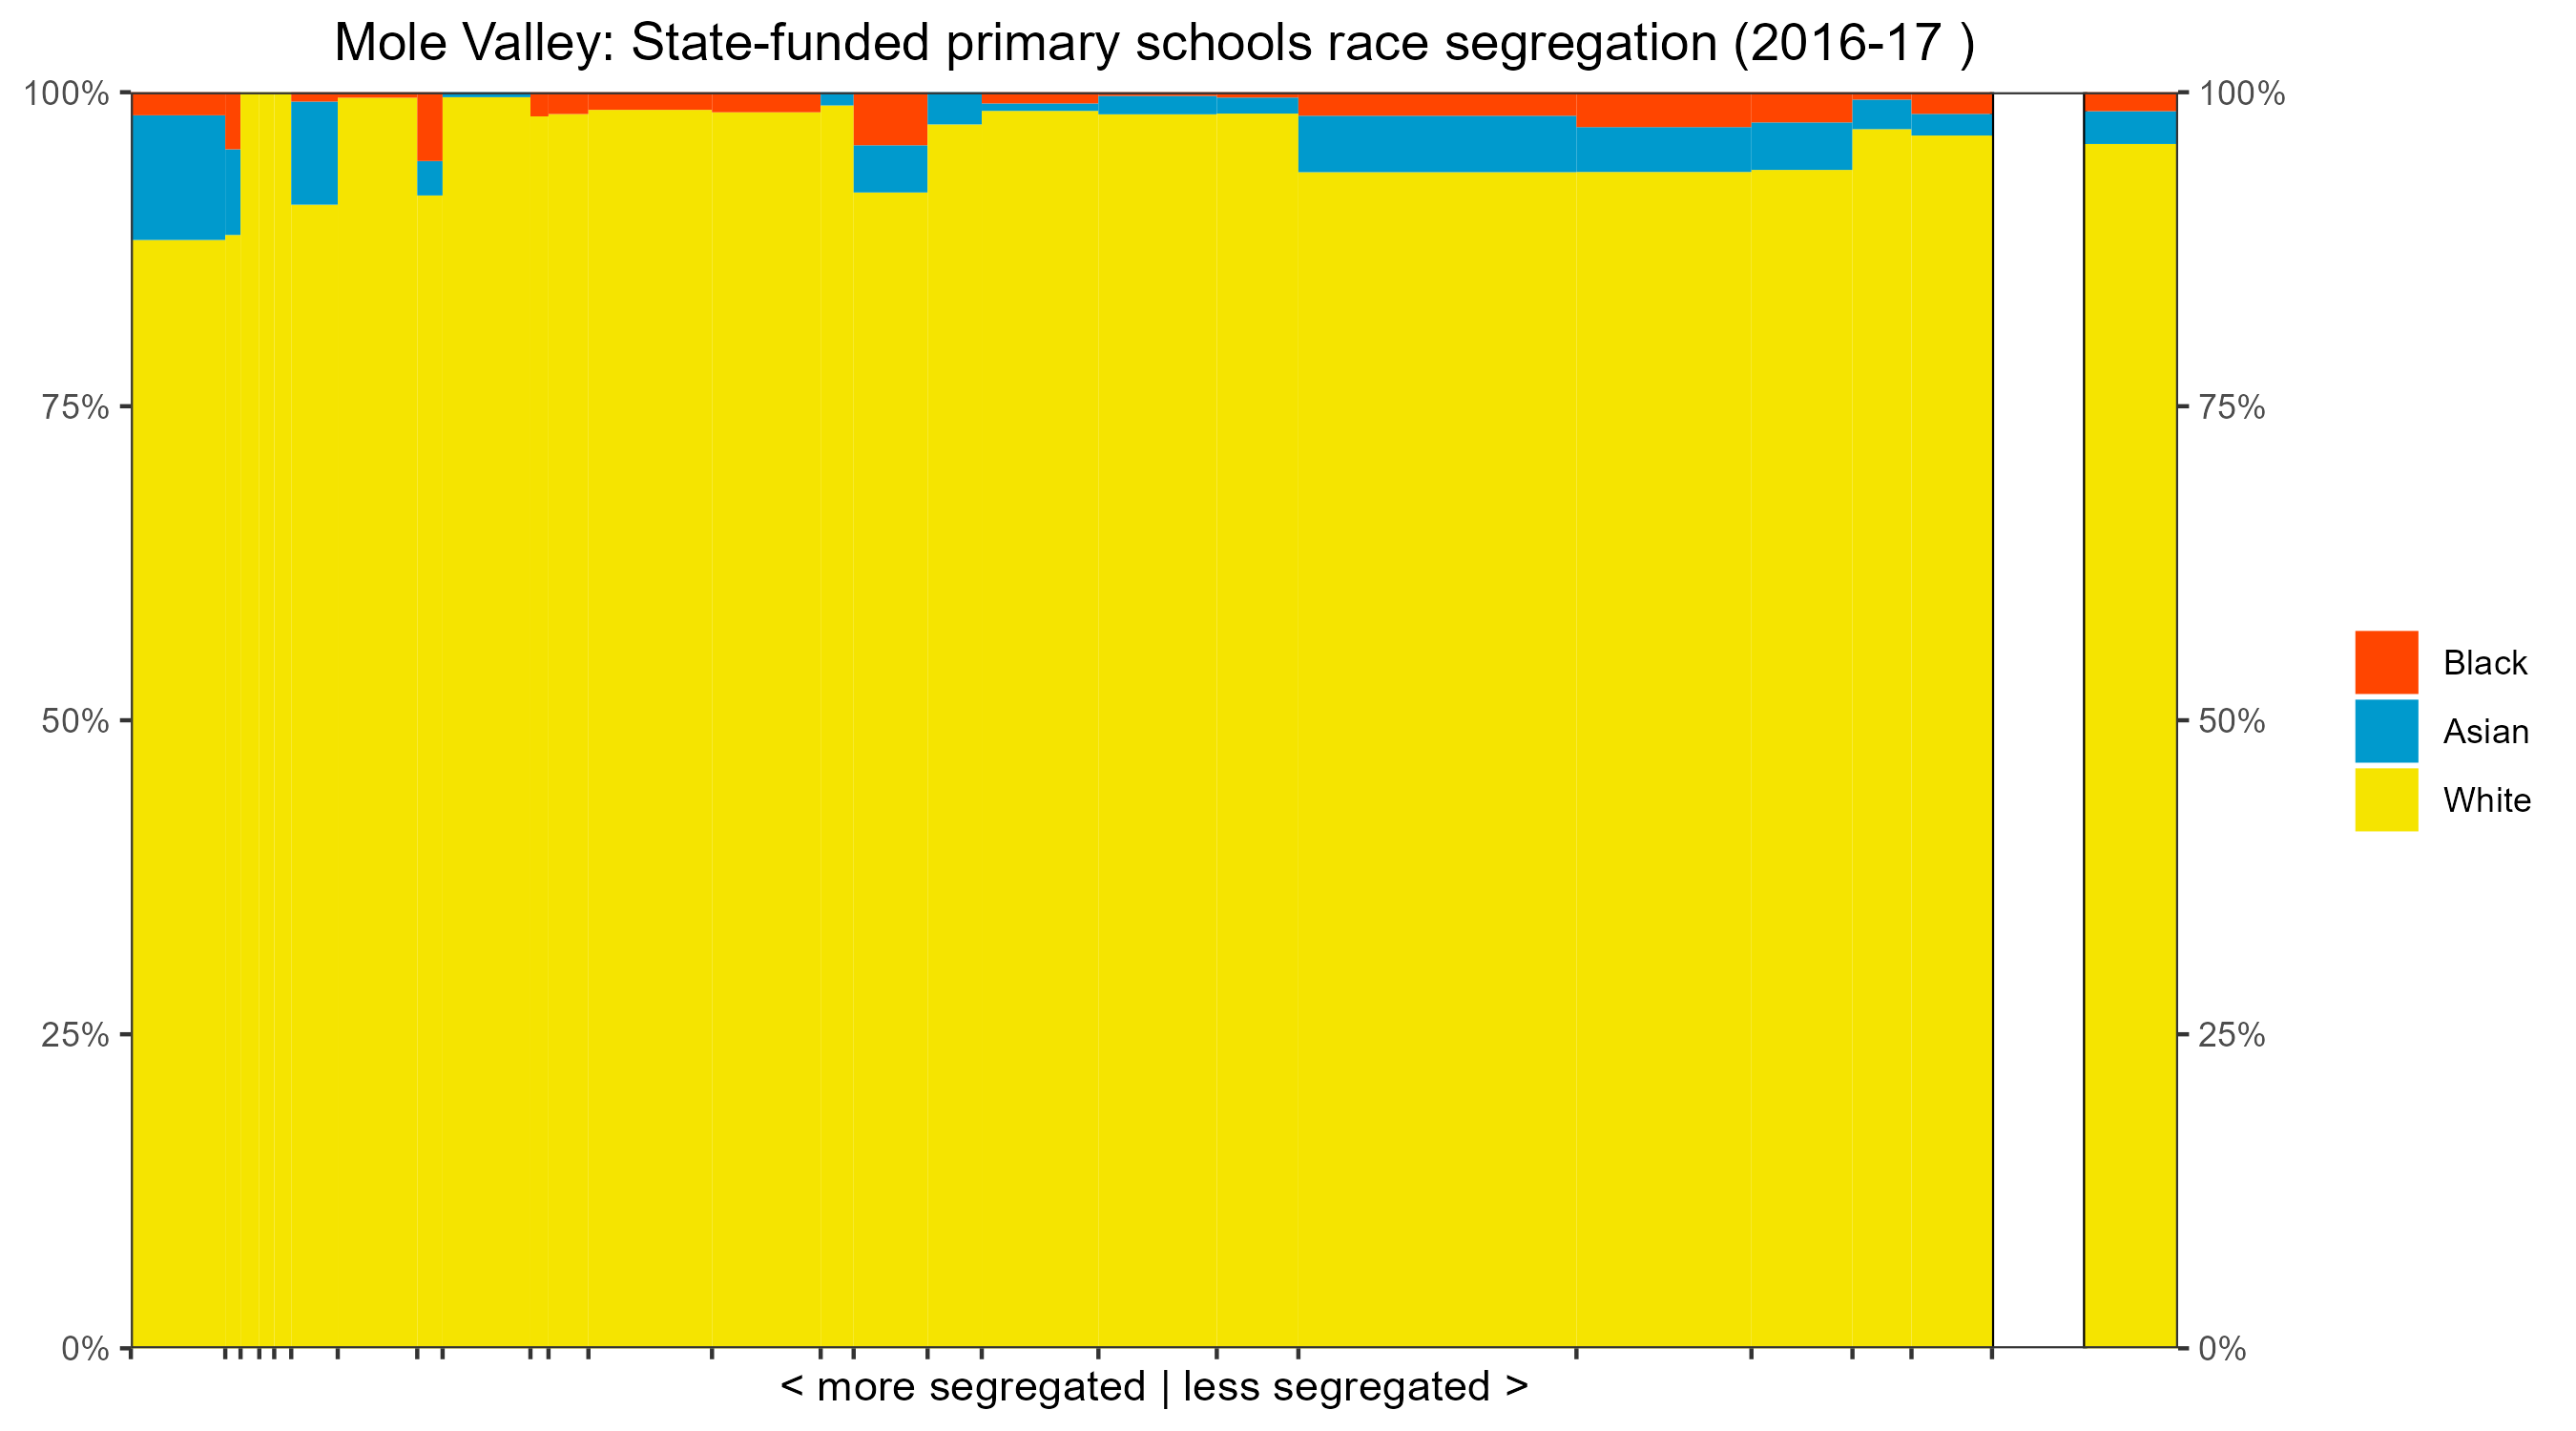 Mole Valley: State-funded primary schools race segregation (2016-17 )
100% 100%
75% 75%
50% 50%
25% 25%
0% 0%
Black
Asian
White
< more segregated | less segregated >